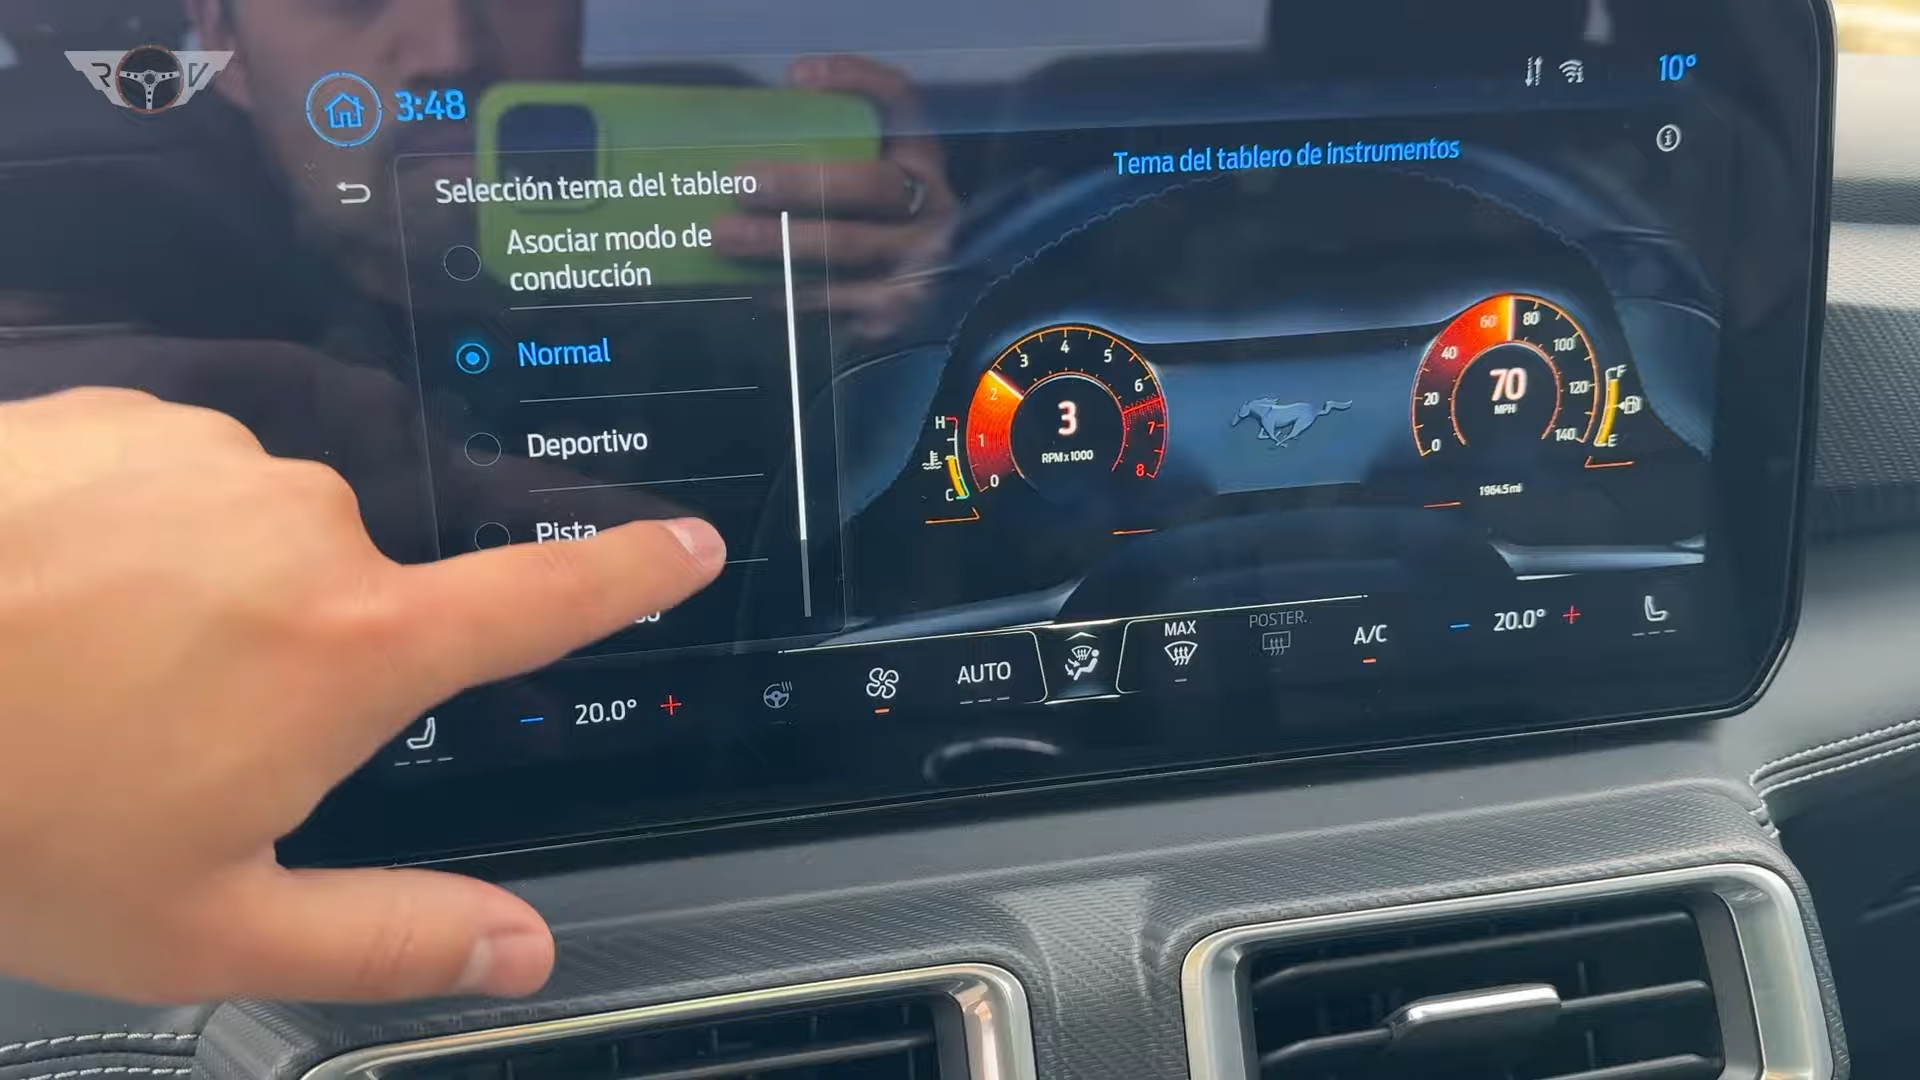 R V
3:48
10°
Selección tema del tablero
Asociar modo de
conducción
Normal
Deportivo
Pista
Tema del tablero de instrumentos
H
C
0
1
2
3
4
5
6
7
8
3
RPM x 1000
0
20
40
60
80
100
120
140
70
MPH
F
E
1964.5 mi
20.0°
AUTO
MAX
POSTER.
A/C
20.0°